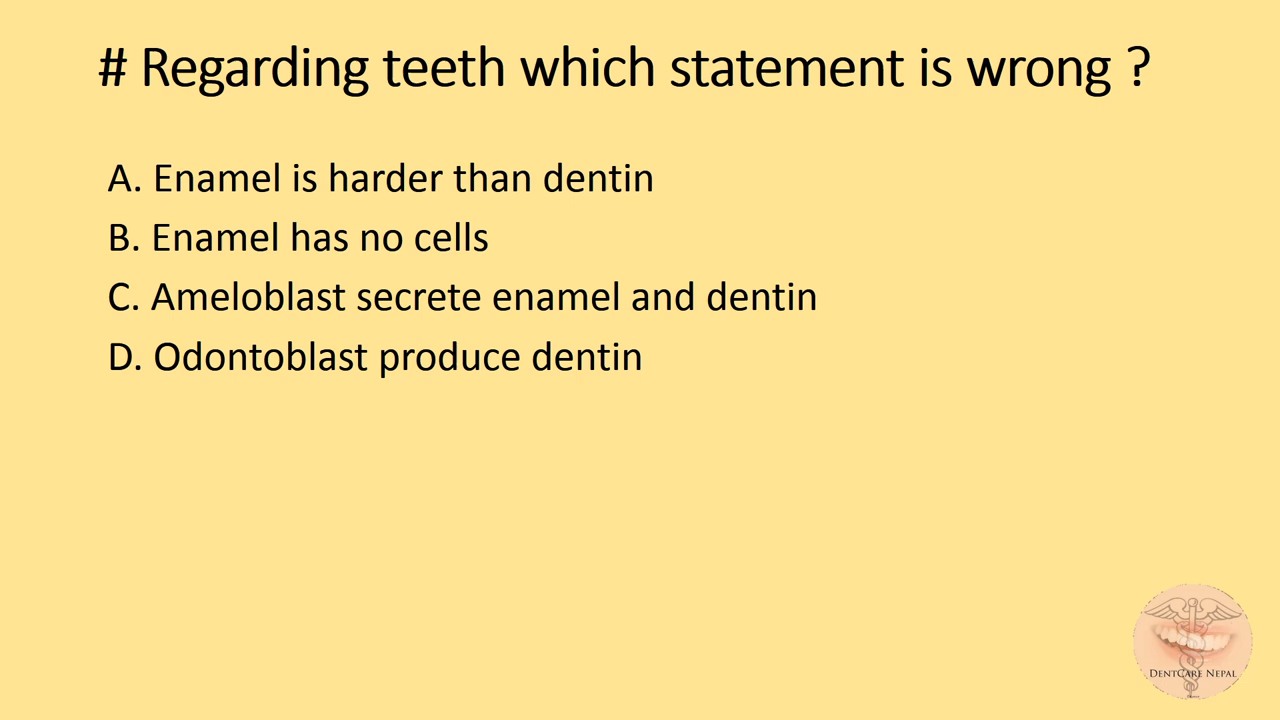 # Regarding teeth which statement is wrong ?
A. Enamel is harder than dentin
B. Enamel has no cells
C. Ameloblast secrete enamel and dentin
D. Odontoblast produce dentin
DentCare Nepal